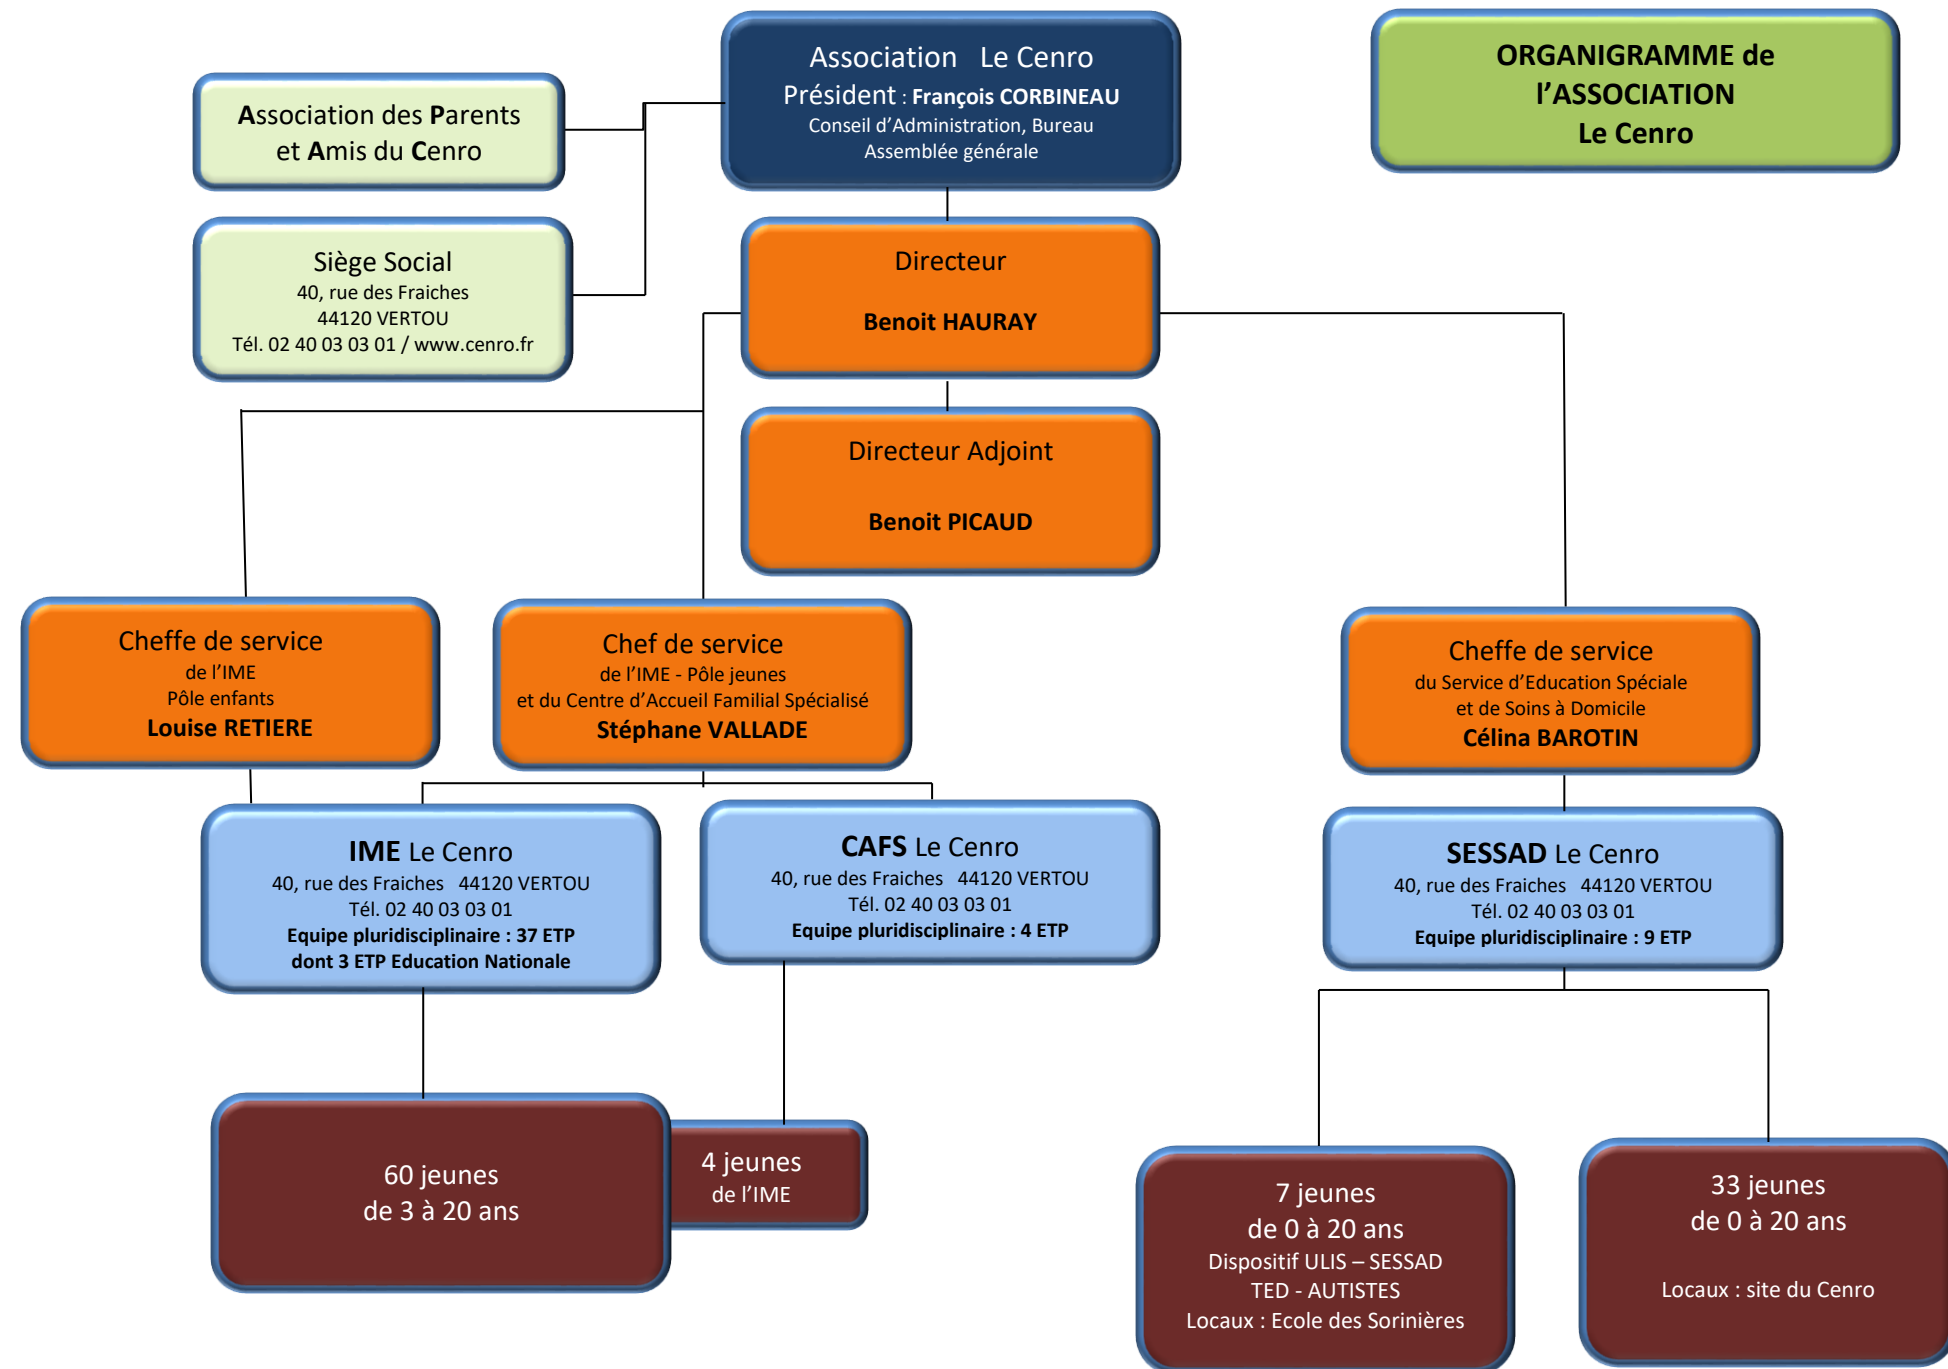 Association Le Cenro
Président : François CORBINEAU
Conseil d’Administration, Bureau
Assemblée générale
ORGANIGRAMME de
l’ASSOCIATION
Le Cenro
Association des Parents
et Amis du Cenro
Siège Social
40, rue des Fraiches
44120 VERTOU
Tél. 02 40 03 03 01 / www.cenro.fr
Directeur
Benoit HAURAY
Directeur Adjoint
Benoit PICAUD
Cheffe de service
de l’IME
Pôle enfants
Louise RETIERE
Chef de service
de l’IME - Pôle jeunes
et du Centre d’Accueil Familial Spécialisé
Stéphane VALLADE
Cheffe de service
du Service d’Education Spéciale
et de Soins à Domicile
Célina BAROTIN
IME Le Cenro
40, rue des Fraiches 44120 VERTOU
Tél. 02 40 03 03 01
Equipe pluridisciplinaire : 37 ETP
dont 3 ETP Education Nationale
CAFS Le Cenro
40, rue des Fraiches 44120 VERTOU
Tél. 02 40 03 03 01
Equipe pluridisciplinaire : 4 ETP
SESSAD Le Cenro
40, rue des Fraiches 44120 VERTOU
Tél. 02 40 03 03 01
Equipe pluridisciplinaire : 9 ETP
60 jeunes
de 3 à 20 ans
4 jeunes
de l’IME
7 jeunes
de 0 à 20 ans
Dispositif ULIS – SESSAD
TED - AUTISTES
Locaux : Ecole des Sorinières
33 jeunes
de 0 à 20 ans
Locaux : site du Cenro